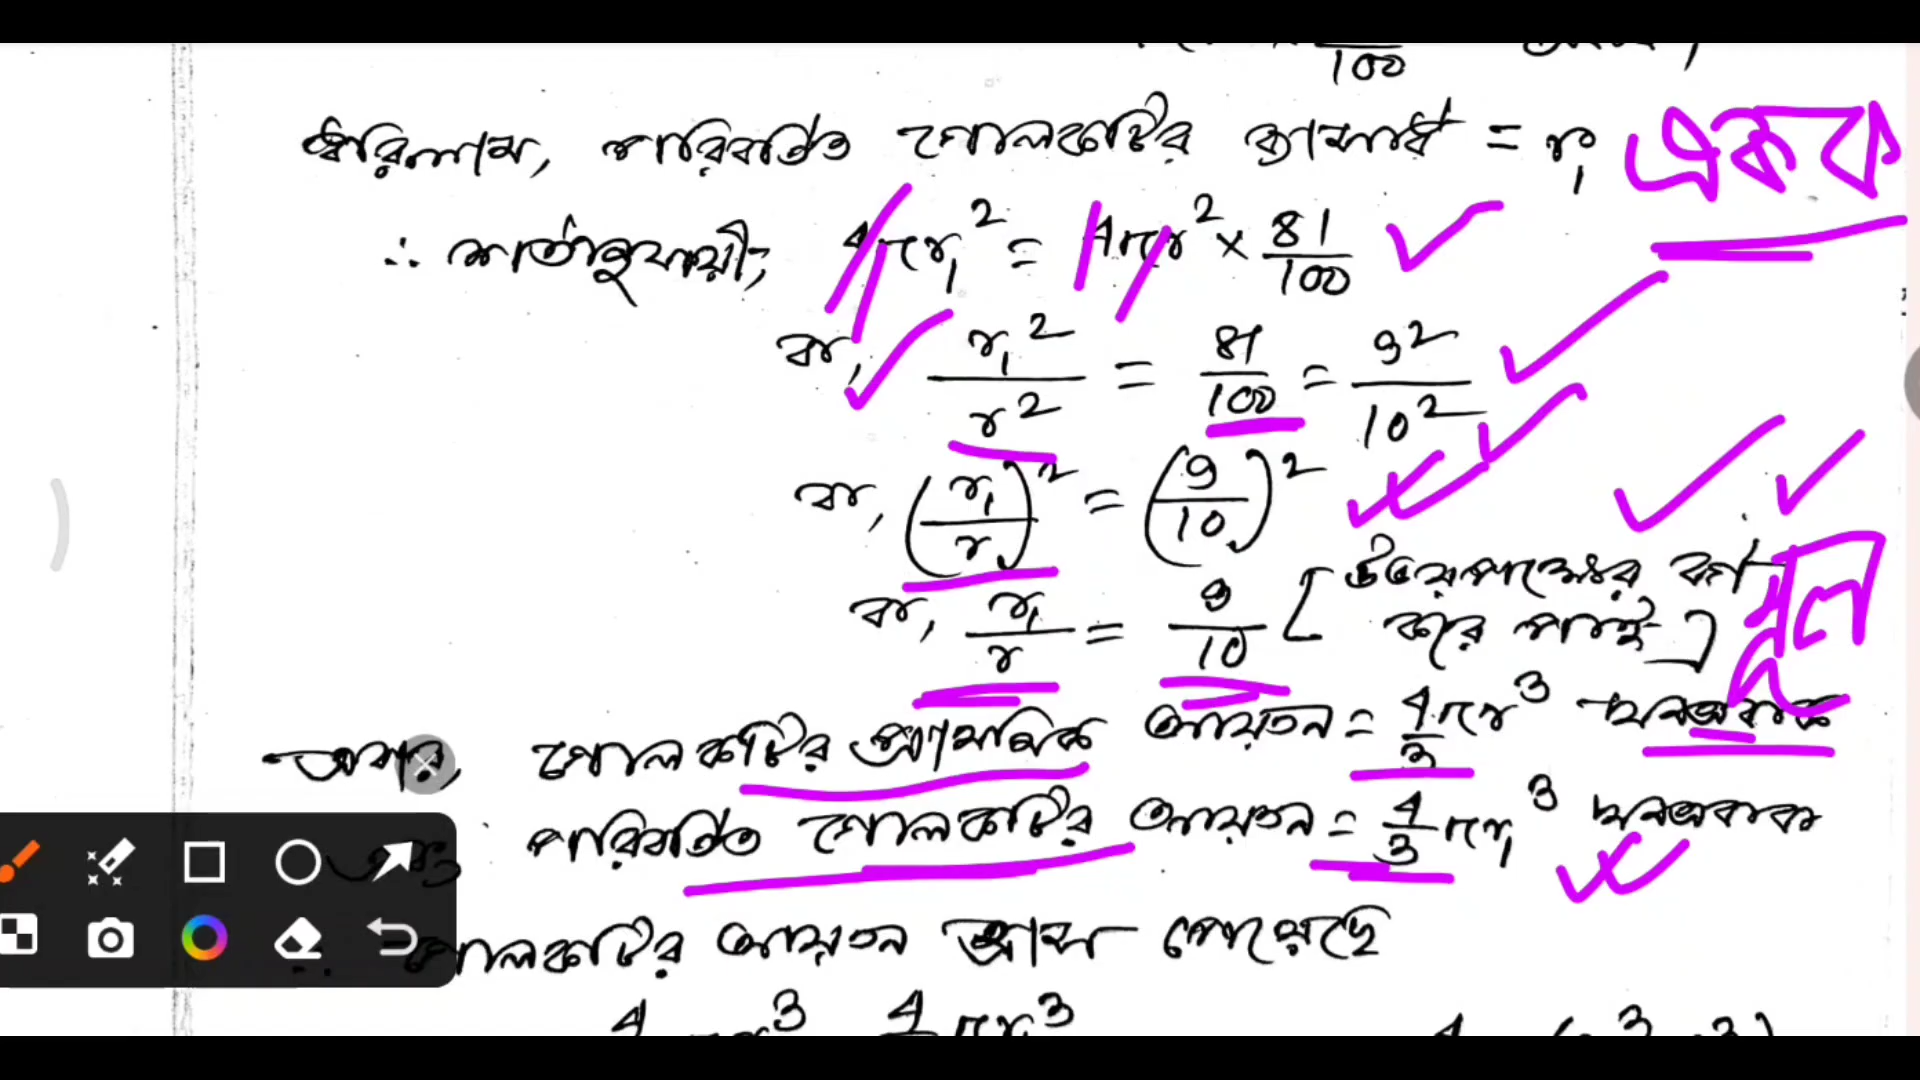 100
ধরিলাম, পরিবর্তিত গোলকটির ব্যাসার্ধ = r₁ একক
∴ শর্তানুযায়ী, 4πr₁² = 4πr² × 81/100
বা, r₁²/r² = 81/100 = 9²/10²
বা, (r₁/r)² = (9/10)²
বা, r₁/r = 9/10 [উভয়পক্ষের বর্গমূল
করে পাই]
আবার, গোলকটির প্রাথমিক আয়তন = 4/3 πr³ ঘনএকক
পরিবর্তিত গোলকটির আয়তন = 4/3 πr₁³ ঘনএকক
গোলকটির আয়তন হ্রাস পেয়েছে